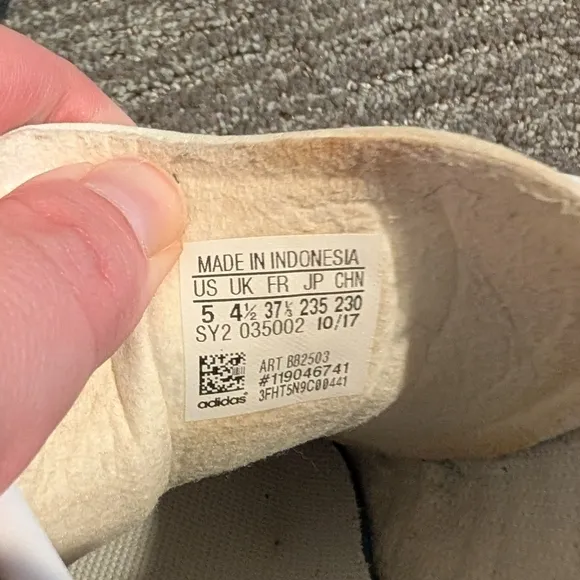 MADE IN INDONESIA
US UK FR JP CHN
5 4½ 37⅓ 235 230
SY2 035002 10/17
ART BB2503
#119046741
3FHT5N9C00441
adidas